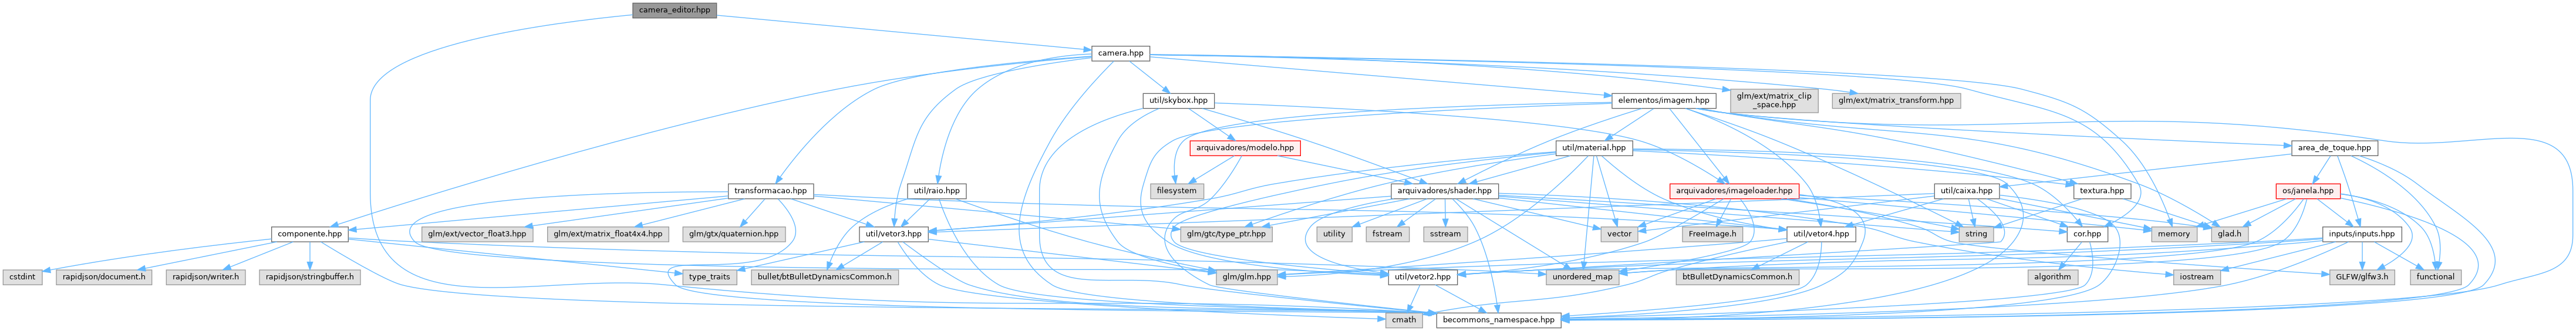 camera_editor.hpp
camera.hpp
util/skybox.hpp
elementos/imagem.hpp
glm/ext/matrix_clip
_space.hpp
glm/ext/matrix_transform.hpp
arquivadores/modelo.hpp
util/material.hpp
area_de_toque.hpp
transformacao.hpp
util/raio.hpp
filesystem
arquivadores/shader.hpp
arquivadores/imageloader.hpp
util/caixa.hpp
textura.hpp
os/janela.hpp
componente.hpp
glm/ext/vector_float3.hpp
glm/ext/matrix_float4x4.hpp
glm/gtx/quaternion.hpp
util/vetor3.hpp
glm/gtc/type_ptr.hpp
utility
fstream
sstream
vector
FreeImage.h
util/vetor4.hpp
string
cor.hpp
memory
glad.h
inputs/inputs.hpp
cstdint
rapidjson/document.h
rapidjson/writer.h
rapidjson/stringbuffer.h
type_traits
bullet/btBulletDynamicsCommon.h
glm/glm.hpp
util/vetor2.hpp
unordered_map
btBulletDynamicsCommon.h
algorithm
iostream
GLFW/glfw3.h
functional
cmath
becommons_namespace.hpp